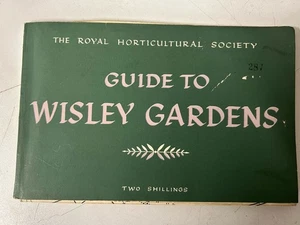 THE ROYAL HORTICULTURAL SOCIETY
GUIDE TO
WISLEY GARDENS
TWO SHILLINGS